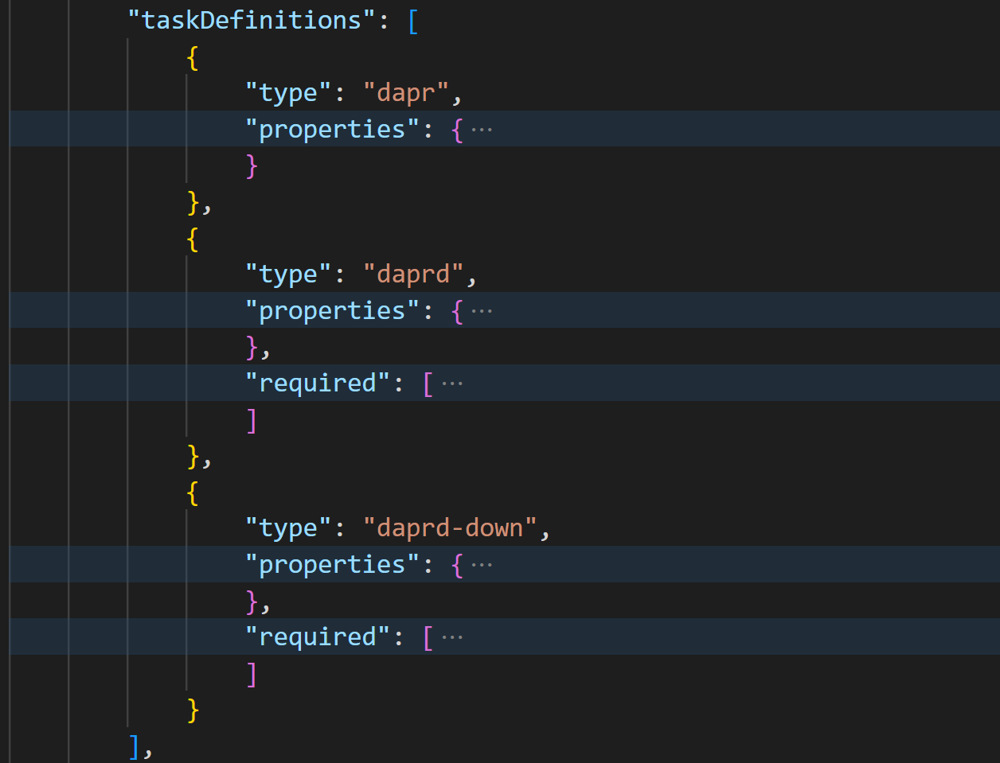 "taskDefinitions": [
{
"type": "dapr",
"properties": { ···
}
},
{
"type": "daprd",
"properties": { ···
},
"required": [ ···
]
},
{
"type": "daprd-down",
"properties": { ···
},
"required": [ ···
]
}
],